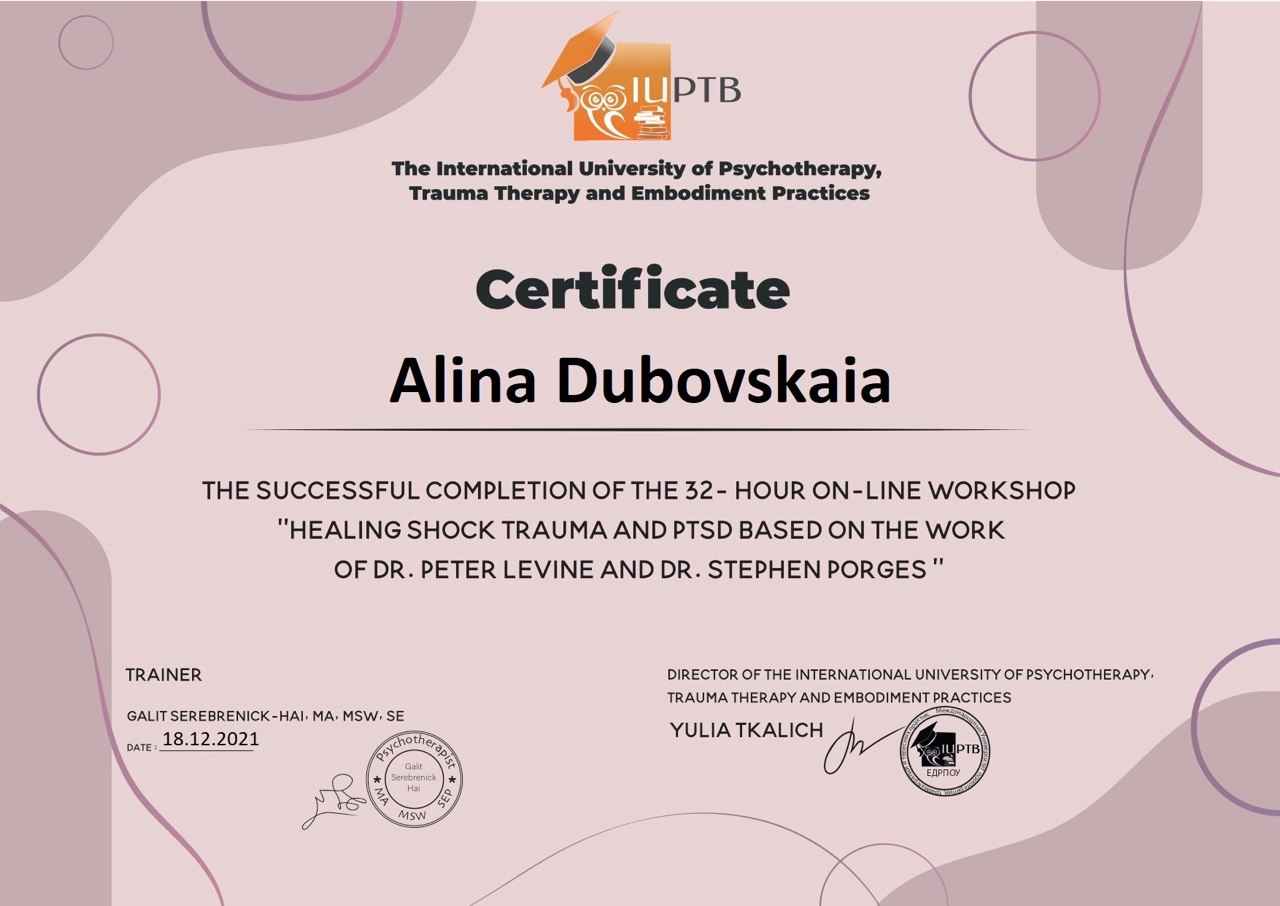 IUPTB
The International University of Psychotherapy,
Trauma Therapy and Embodiment Practices
Certificate
Alina Dubovskaia
THE SUCCESSFUL COMPLETION OF THE 32- HOUR ON-LINE WORKSHOP
"HEALING SHOCK TRAUMA AND PTSD BASED ON THE WORK
OF DR. PETER LEVINE AND DR. STEPHEN PORGES "
TRAINER
GALIT SEREBRENICK-HAI, MA, MSW, SE
DATE : 18.12.2021
Psychotherapist
Galit
Serebrenick
Hai
MA MSW SEP
DIRECTOR OF THE INTERNATIONAL UNIVERSITY OF PSYCHOTHERAPY,
TRAUMA THERAPY AND EMBODIMENT PRACTICES
YULIA TKALICH
IUPTB
ЕДРПОУ